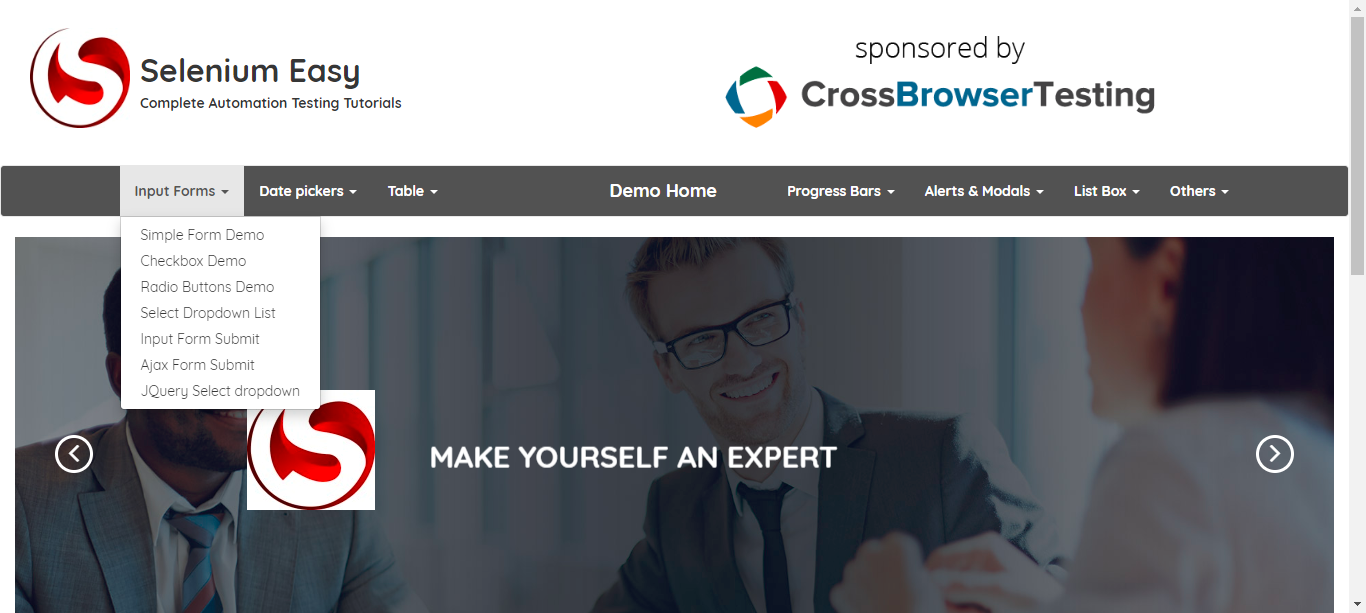 Selenium Easy
Complete Automation Testing Tutorials
sponsored by
CrossBrowserTesting
Input Forms
Date pickers
Table
Demo Home
Progress Bars
Alerts & Modals
List Box
Others
Simple Form Demo
Checkbox Demo
Radio Buttons Demo
Select Dropdown List
Input Form Submit
Ajax Form Submit
JQuery Select dropdown
MAKE YOURSELF AN EXPERT